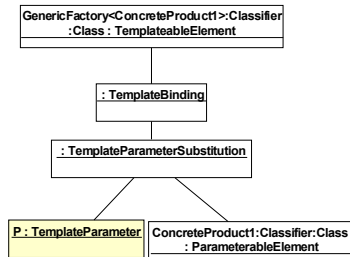 GenericFactory<ConcreteProduct1>:Classifier
:Class : TemplateableElement
: TemplateBinding
: TemplateParameterSubstitution
P : TemplateParameter
ConcreteProduct1:Classifier:Class
: ParameterableElement